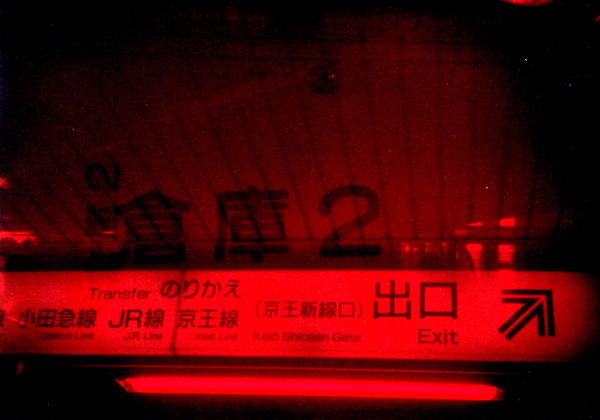 倉庫2
Transfer のりかえ
小田急線 JR線 京王線 (京王新線口) 出口
Odakyu Line J.R. Line Keio Line Keio Shinsen Gate Exit